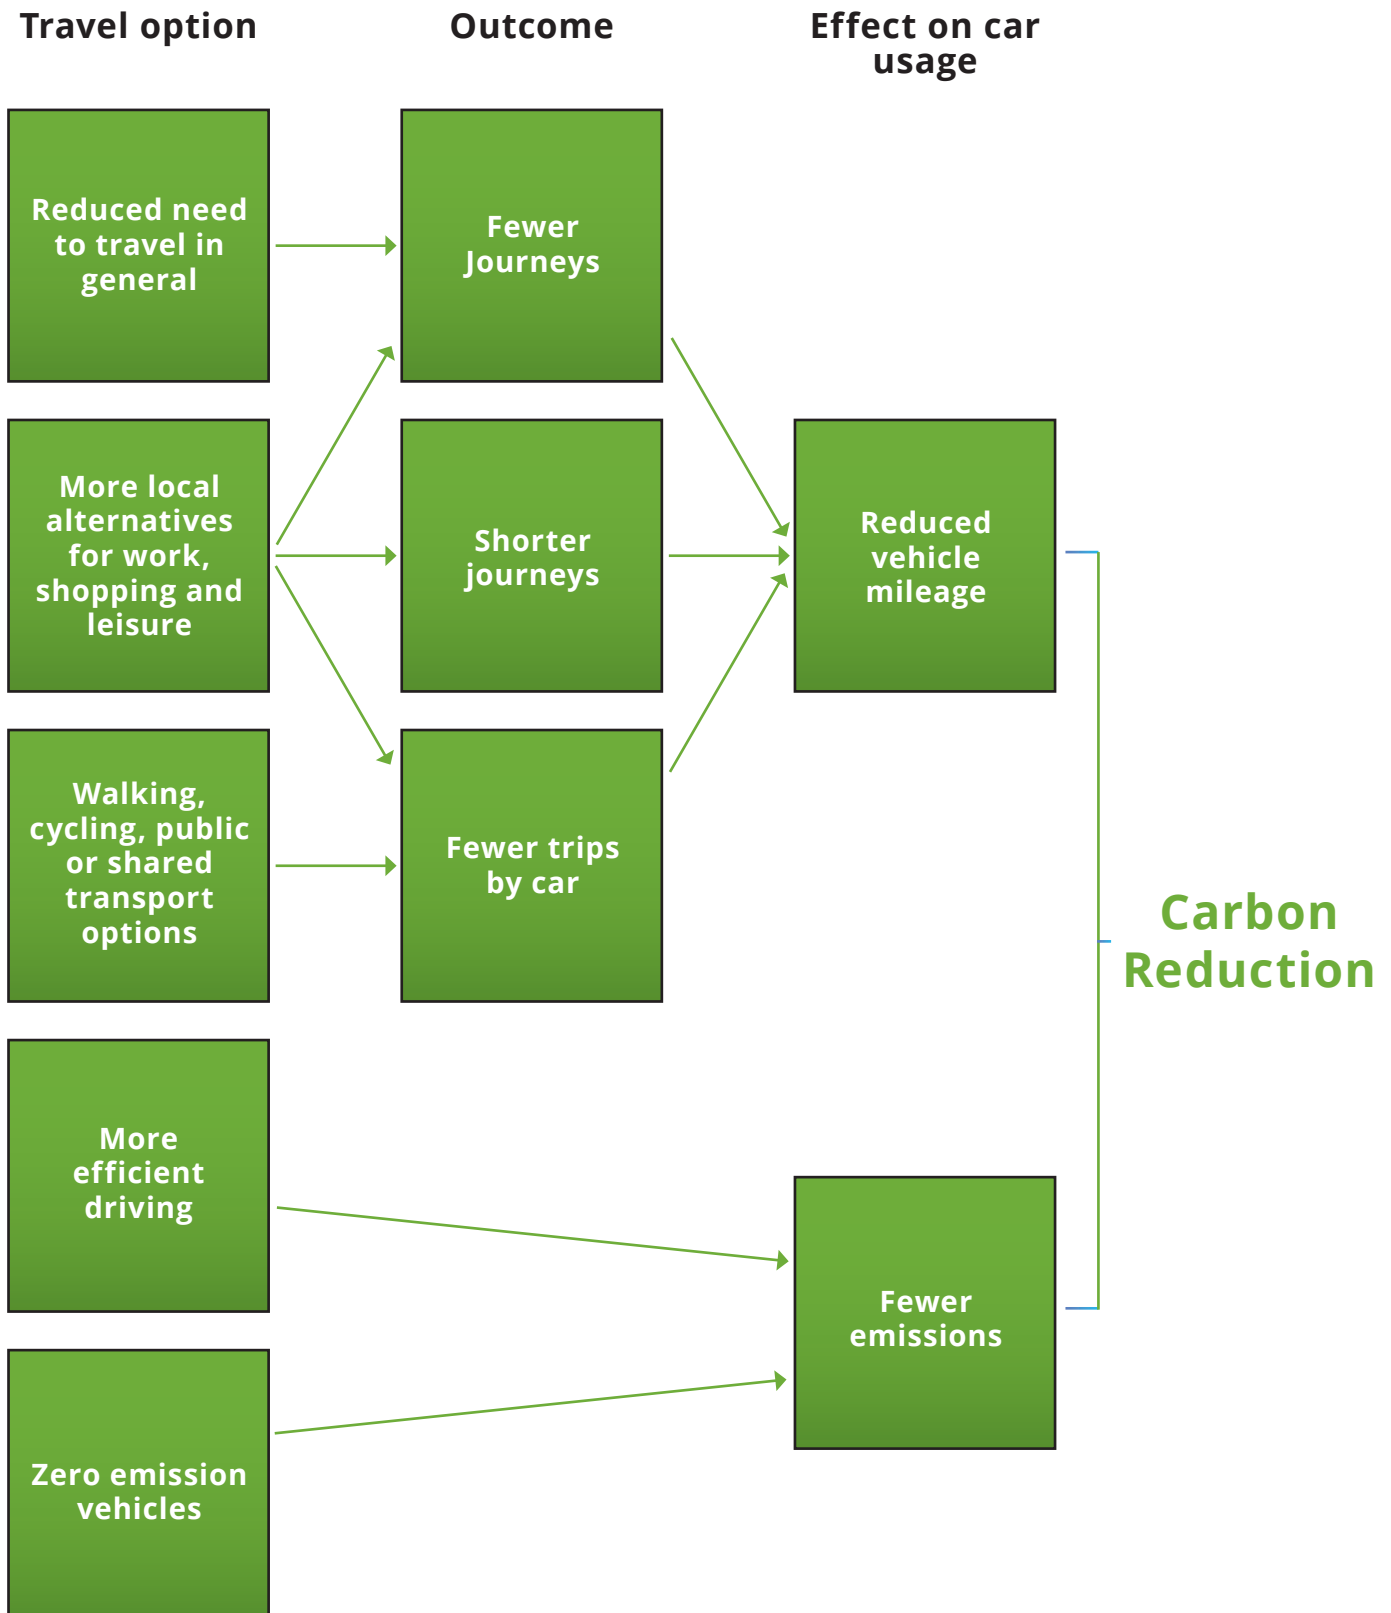 Travel option
Outcome
Effect on car
usage
Reduced need
to travel in
general
Fewer
Journeys
More local
alternatives
for work,
shopping and
leisure
Shorter
journeys
Reduced
vehicle
mileage
Walking,
cycling, public
or shared
transport
options
Fewer trips
by car
Carbon
Reduction
More
efficient
driving
Fewer
emissions
Zero emission
vehicles